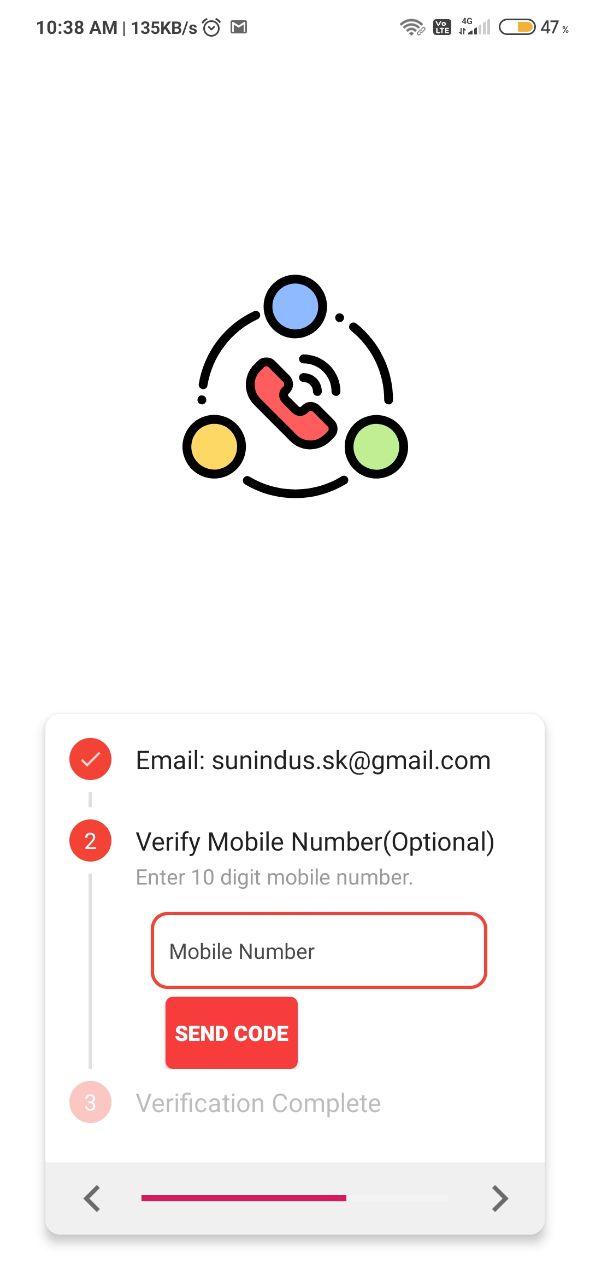 10:38 AM | 135KB/s
Vo LTE 4G 47 %
Email: sunindus.sk@gmail.com
2 Verify Mobile Number(Optional)
Enter 10 digit mobile number.
Mobile Number
SEND CODE
3 Verification Complete